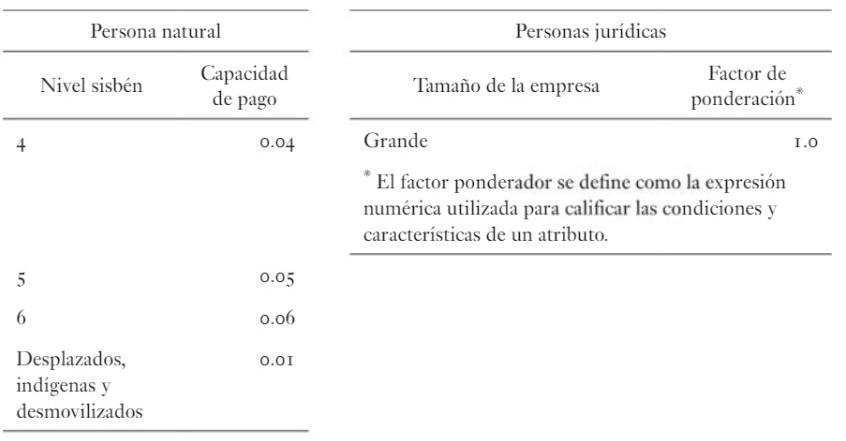 Persona natural
Nivel sisbén
Capacidad
de pago
4
0.04
5
0.05
6
0.06
Desplazados,
indígenas y
desmovilizados
0.01
Personas jurídicas
Tamaño de la empresa
Factor de
ponderación*
Grande
1.0
* El factor ponderador se define como la expresión
numérica utilizada para calificar las condiciones y
características de un atributo.